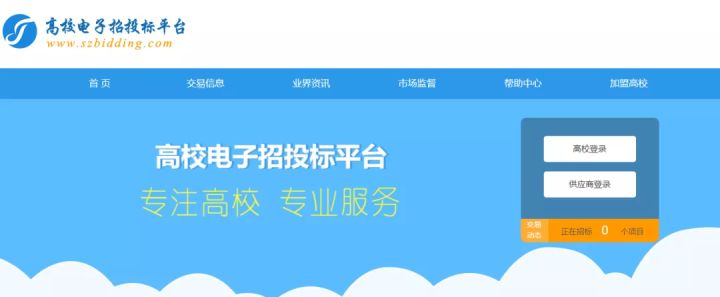 高校电子招投标平台
www.szbidding.com
首 页 交易信息 业界资讯 市场监督 帮助中心 加盟高校
高校电子招投标平台
专注高校 专业服务
高校登录
供应商登录
交易
动态
正在招标 0 个项目